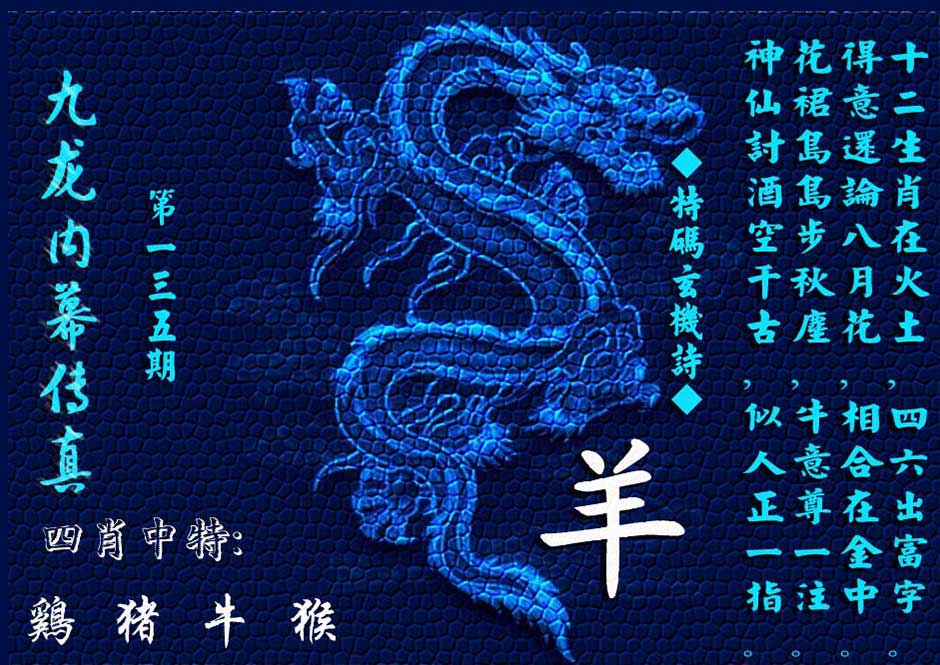 十二生肖在火土，四六出富字。
得意還論八月花，相合在金中。
花裙島島步秋塵，牛意尊一注。
神仙討酒空千古，似人正一指。
◆特碼玄機詩◆
第一三五期
九龙内幕传真
羊
四肖中特:
鷄 猪 牛 猴